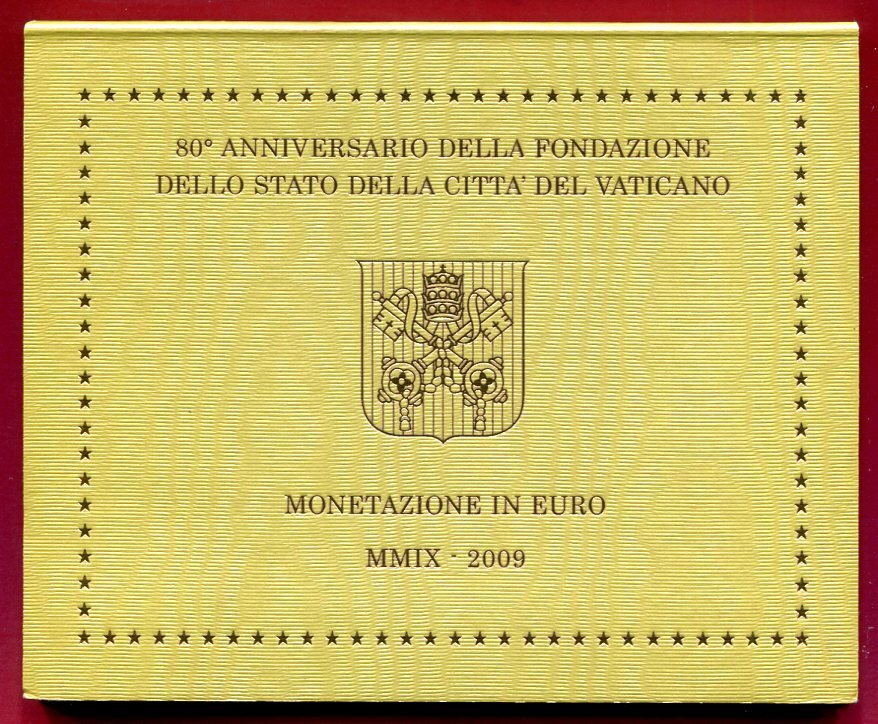 80° ANNIVERSARIO DELLA FONDAZIONE
DELLO STATO DELLA CITTA' DEL VATICANO
MONETAZIONE IN EURO
MMIX - 2009